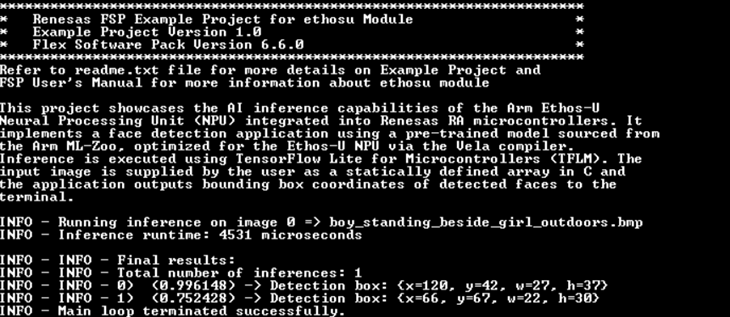 *****************************************************************
*   Renesas FSP Example Project for ethosu Module                  *
*   Example Project Version 1.0                                    *
*   Flex Software Pack Version 6.6.0                               *
*****************************************************************
Refer to readme.txt file for more details on Example Project and
FSP User's Manual for more information about ethosu module
This project showcases the AI inference capabilities of the Arm Ethos-U
Neural Processing Unit (NPU) integrated into Renesas RA microcontrollers. It
implements a face detection application using a pre-trained model sourced from
the Arm ML-Zoo, optimized for the Ethos-U NPU via the Vela compiler.
Inference is executed using TensorFlow Lite for Microcontrollers (TFLM). The
input image is supplied by the user as a statically defined array in C and
the application outputs bounding box coordinates of detected faces to the
terminal.
INFO - Running inference on image 0 => boy_standing_beside_girl_outdoors.bmp
INFO - Inference runtime: 4531 microseconds
INFO - INFO - Final results:
INFO - INFO - Total number of inferences: 1
INFO - INFO - 0)  (0.996148) -> Detection box: {x=120, y=42, w=27, h=37}
INFO - INFO - 1)  (0.752428) -> Detection box: {x=66, y=67, w=22, h=30}
INFO - Main loop terminated successfully.